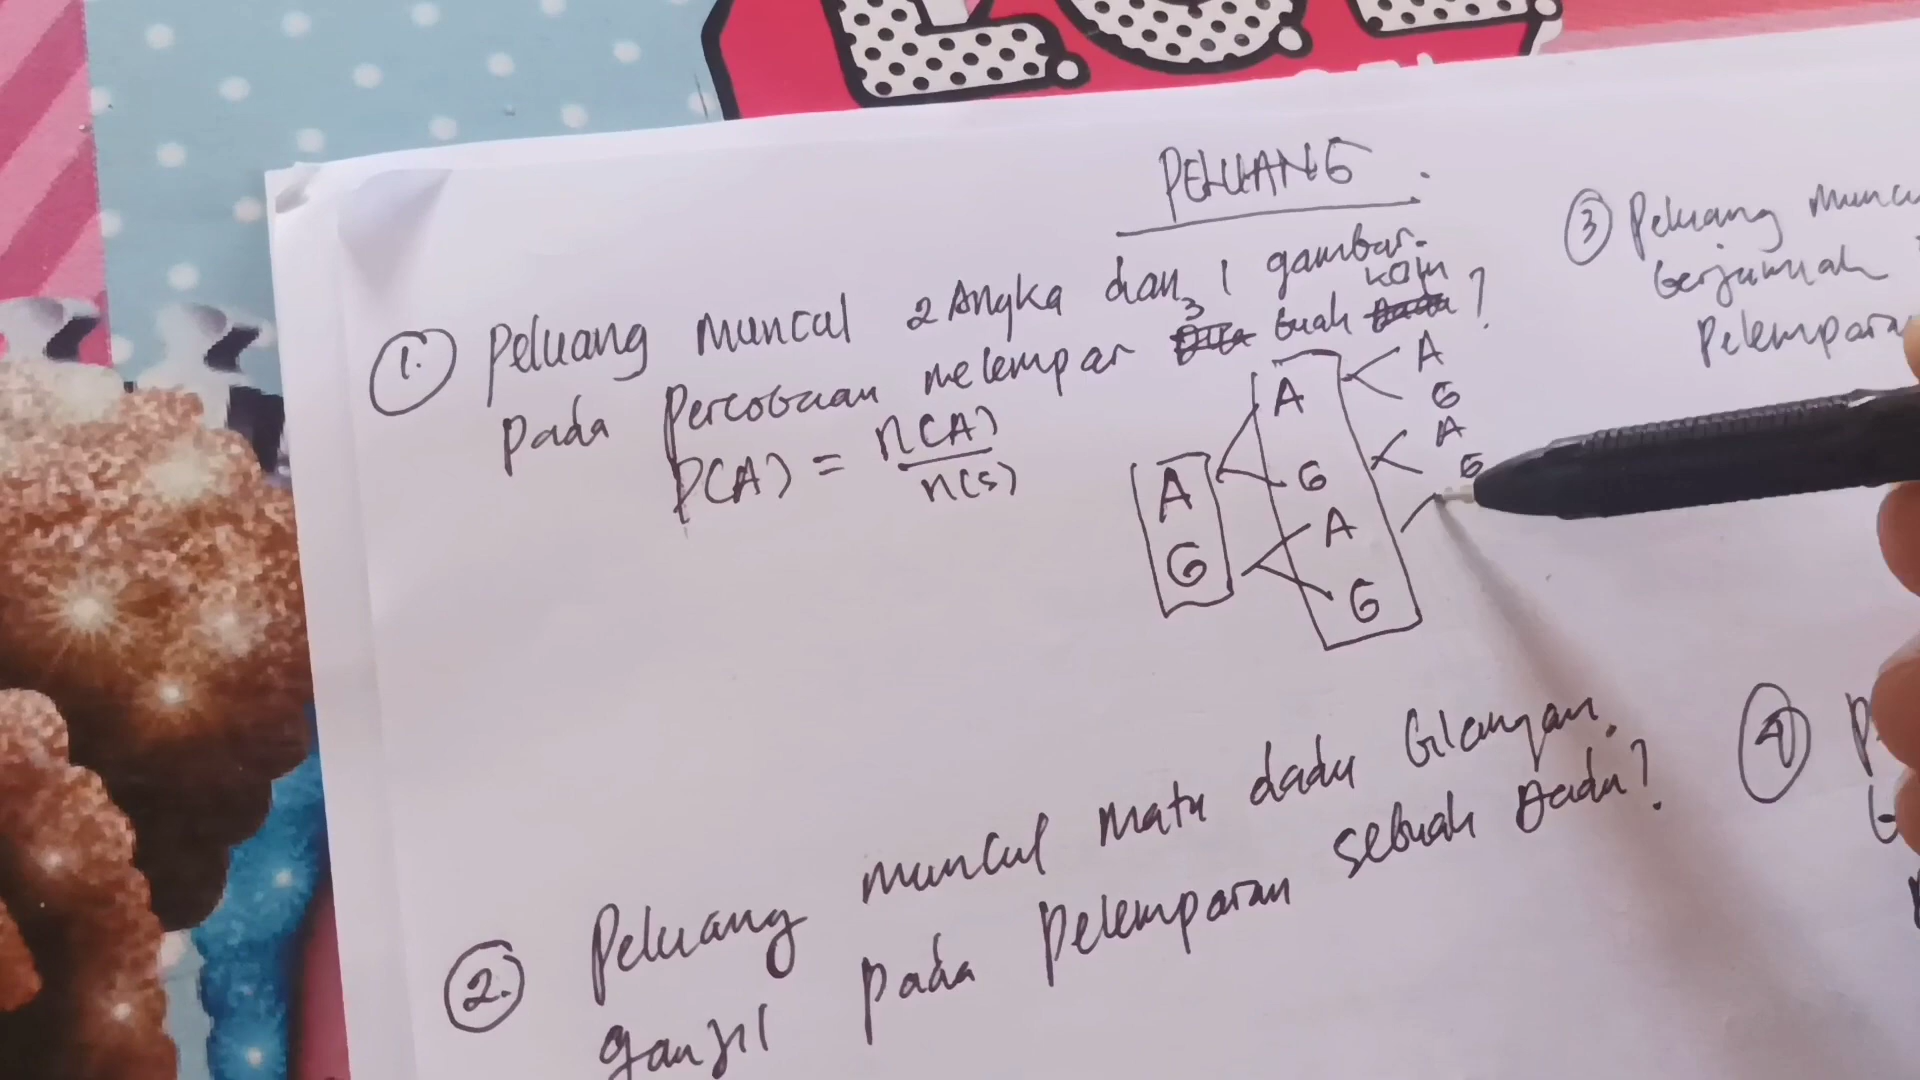 PELUANG
1. Peluang muncul 2 Angka dan 1 gambar.
pada percobaan melempar 3 buah koin ?
P(A) = n(A)
n(s)
A
G
A
G
A
G
A
G
A
G
2. Peluang muncul mata dadu bilangan
ganjil pada pelemparan sebuah dadu?
3 Peluang
berjumlah
Pelempara
4 P
b